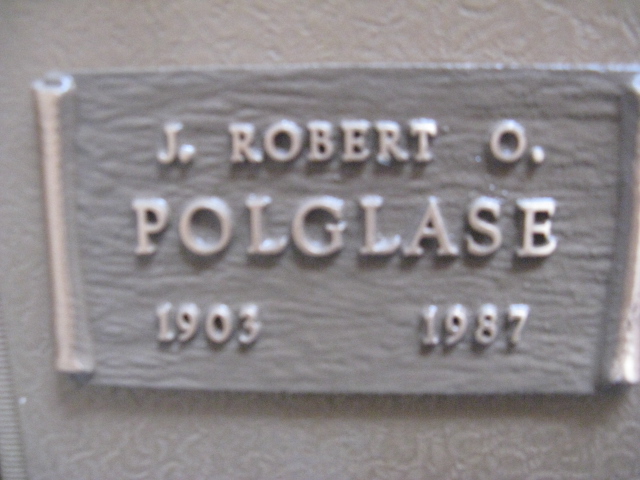 J. ROBERT O.
POLGLASE
1903 1987